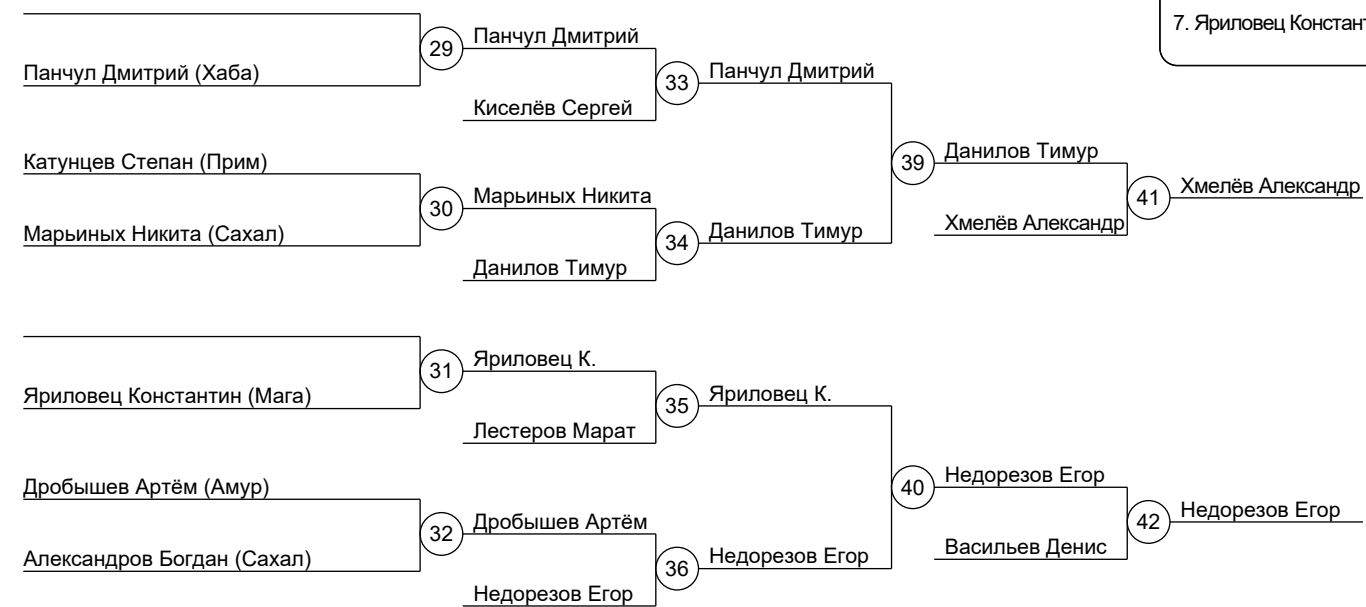 7. Яриловец Констант
29
Панчул Дмитрий
Панчул Дмитрий (Хаба)
33
Панчул Дмитрий
Киселёв Сергей
Катунцев Степан (Прим)
39
Данилов Тимур
30
Марьиных Никита
41
Хмелёв Александр
Марьиных Никита (Сахал)
34
Данилов Тимур
Хмелёв Александр
Данилов Тимур
31
Яриловец К.
Яриловец Константин (Мага)
35
Яриловец К.
Лестеров Марат
Дробышев Артём (Амур)
40
Недорезов Егор
32
Дробышев Артём
42
Недорезов Егор
Александров Богдан (Сахал)
36
Недорезов Егор
Васильев Денис
Недорезов Егор